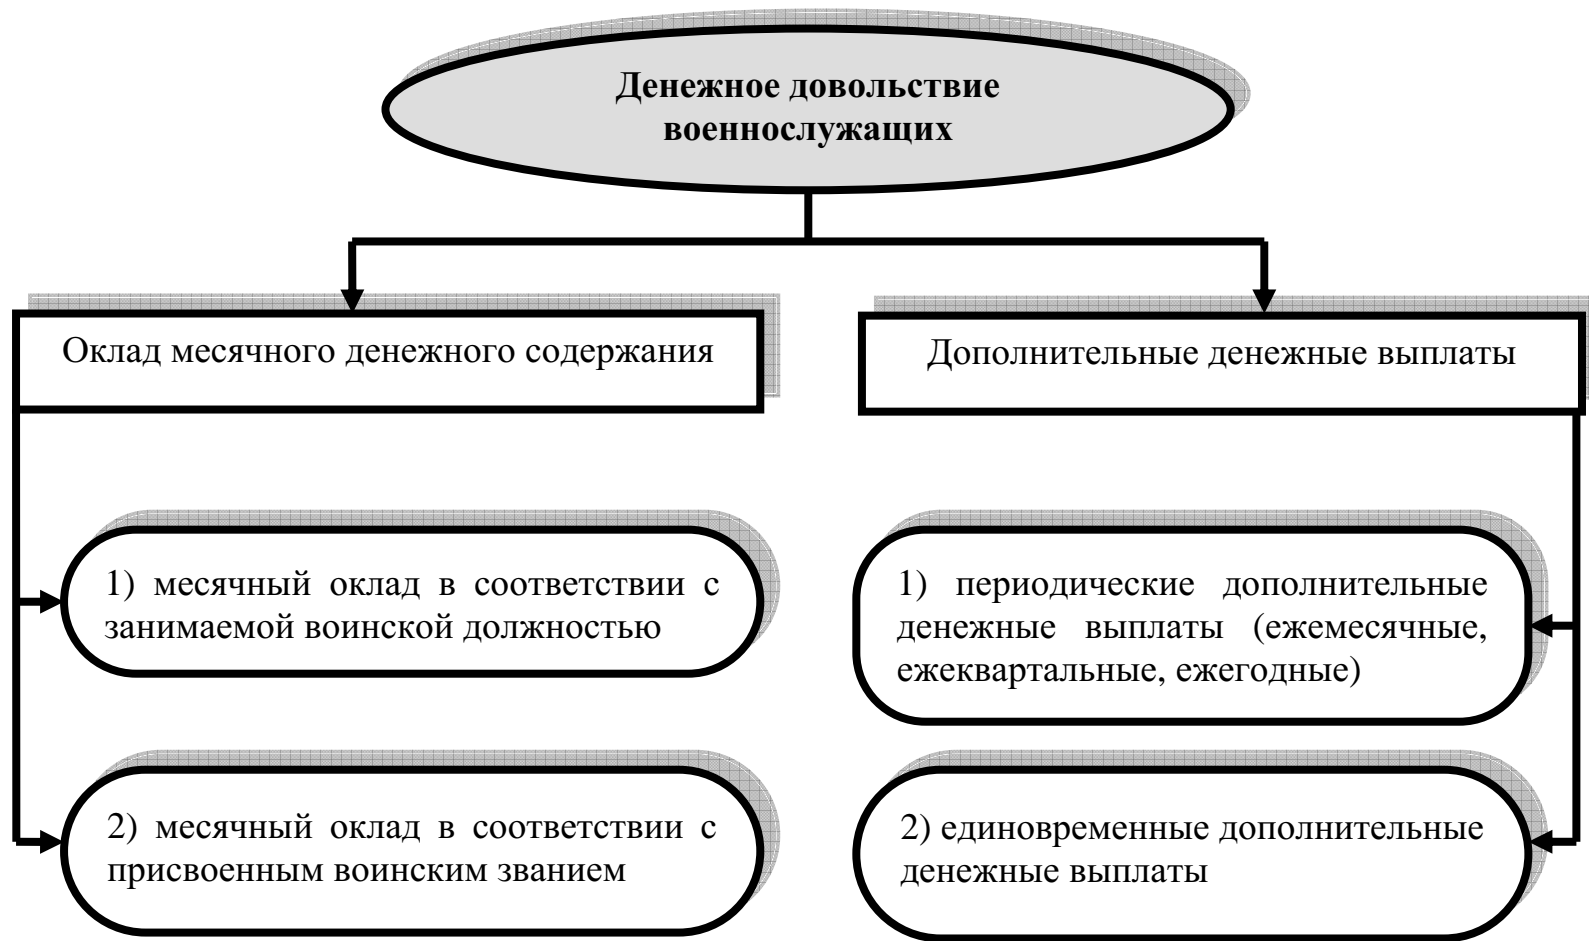 Денежное довольствие
военнослужащих
Оклад месячного денежного содержания
Дополнительные денежные выплаты
1) месячный оклад в соответствии с
занимаемой воинской должностью
2) месячный оклад в соответствии с
присвоенным воинским званием
1) периодические дополнительные
денежные выплаты (ежемесячные,
ежеквартальные, ежегодные)
2) единовременные дополнительные
денежные выплаты